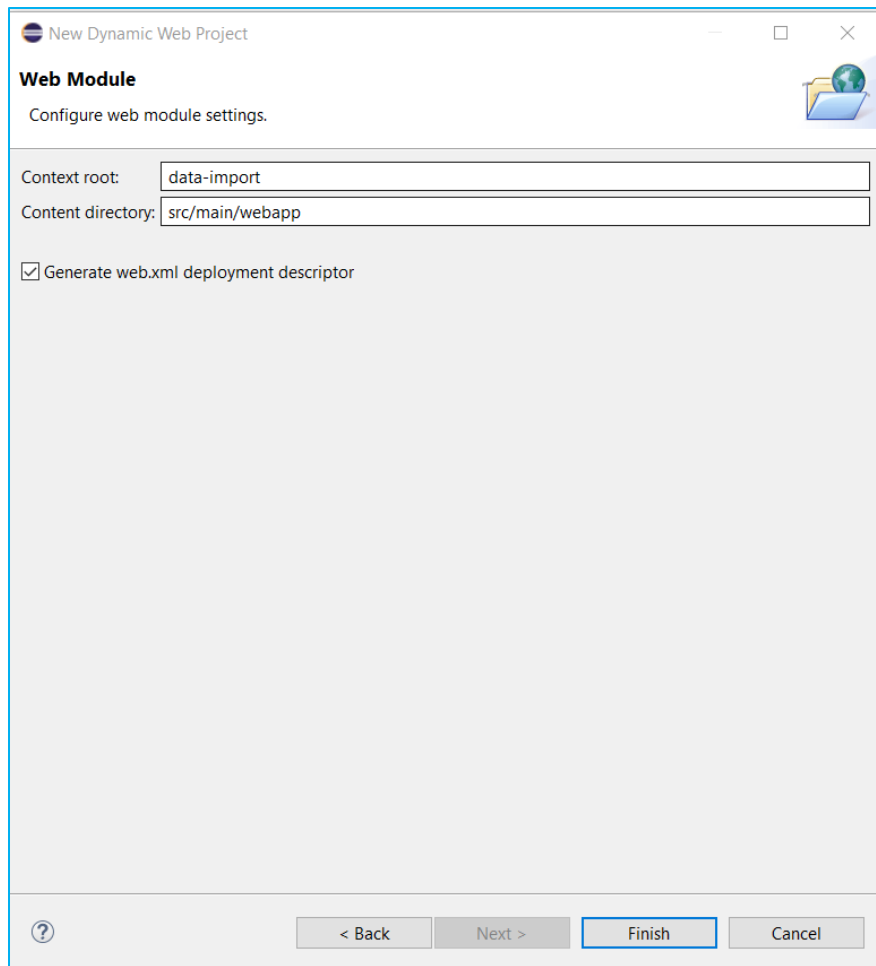 New Dynamic Web Project
Web Module
Configure web module settings.
Context root: data-import
Content directory: src/main/webapp
Generate web.xml deployment descriptor
? < Back Next > Finish Cancel